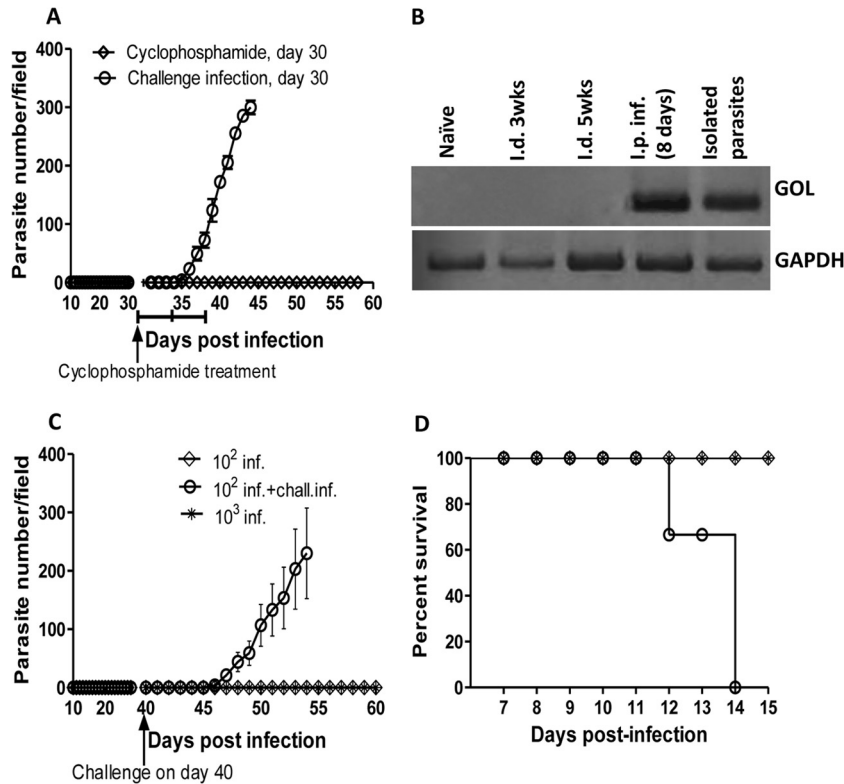 A
Parasite number/field
400
300
200
100
0
Cyclophosphamide, day 30
Challenge infection, day 30
10 20 30 35 40 45 50 55 60
Days post infection
Cyclophosphamide treatment
B
Naïve
I.d. 3wks
I.d. 5wks
I.p. inf.
(8 days)
Isolated
parasites
GOL
GAPDH
C
Parasite number/field
400
300
200
100
0
10² inf.
10² inf.+chall.inf.
10³ inf.
10 20 40 45 50 55 60
Days post infection
Challenge on day 40
D
Percent survival
100
80
60
40
20
0
7 8 9 10 11 12 13 14 15
Days post-infection